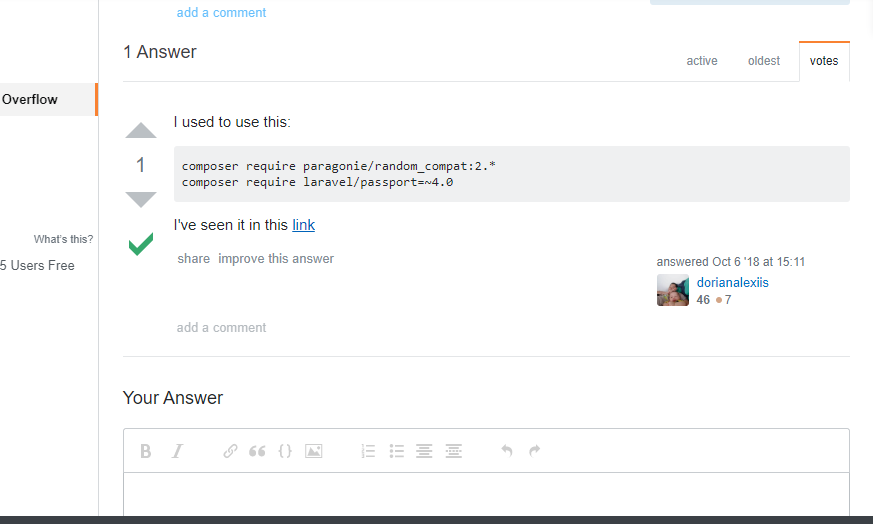 add a comment
1 Answer
active oldest votes
Overflow
I used to use this:
1
composer require paragonie/random_compat:2.*
composer require laravel/passport=~4.0
I've seen it in this link
What's this?
share improve this answer
answered Oct 6 '18 at 15:11
5 Users Free
dorianalexiis
46 7
add a comment
Your Answer
B I